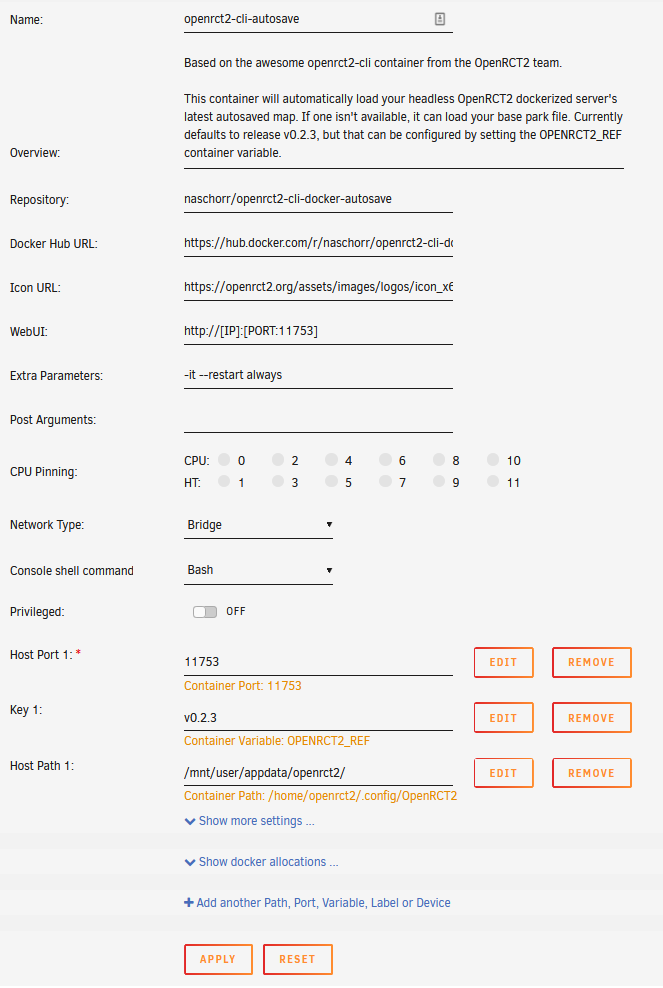 Name:
openrct2-cli-autosave
Based on the awesome openrct2-cli container from the OpenRCT2 team.
This container will automatically load your headless OpenRCT2 dockerized server's
latest autosaved map. If one isn't available, it can load your base park file. Currently
defaults to release v0.2.3, but that can be configured by setting the OPENRCT2_REF
container variable.
Overview:
Repository:
naschorr/openrct2-cli-docker-autosave
Docker Hub URL:
https://hub.docker.com/r/naschorr/openrct2-cli-do
Icon URL:
https://openrct2.org/assets/images/logos/icon_x6
WebUI:
http://[IP]:[PORT:11753]
Extra Parameters:
-it --restart always
Post Arguments:
CPU Pinning:
CPU: 0 2 4 6 8 10
HT: 1 3 5 7 9 11
Network Type:
Bridge
Console shell command
Bash
Privileged:
OFF
Host Port 1: *
11753
EDIT
REMOVE
Container Port: 11753
Key 1:
v0.2.3
EDIT
REMOVE
Container Variable: OPENRCT2_REF
Host Path 1:
/mnt/user/appdata/openrct2/
EDIT
REMOVE
Container Path: /home/openrct2/.config/OpenRCT2
Show more settings ...
Show docker allocations ...
Add another Path, Port, Variable, Label or Device
APPLY
RESET